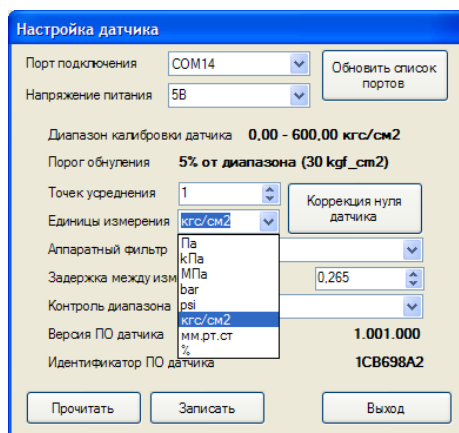 Настройка датчика
Порт подключения COM14
Обновить список портов
Напряжение питания 5В
Диапазон калибровки датчика 0,00 - 600,00 кгс/см2
Порог обнуления 5% от диапазона (30 kgf_cm2)
Точек усреднения 1
Коррекция нуля датчика
Единицы измерения кгс/см2
Аппаратный фильтр
Па
kПа
МПа
Задержка между изм 0,265
bar
psi
Контроль диапазона
кгс/см2
мм.рт.ст
%
Версия ПО датчика 1.001.000
Идентификатор ПО датчика 1CB698A2
Прочитать Записать Выход